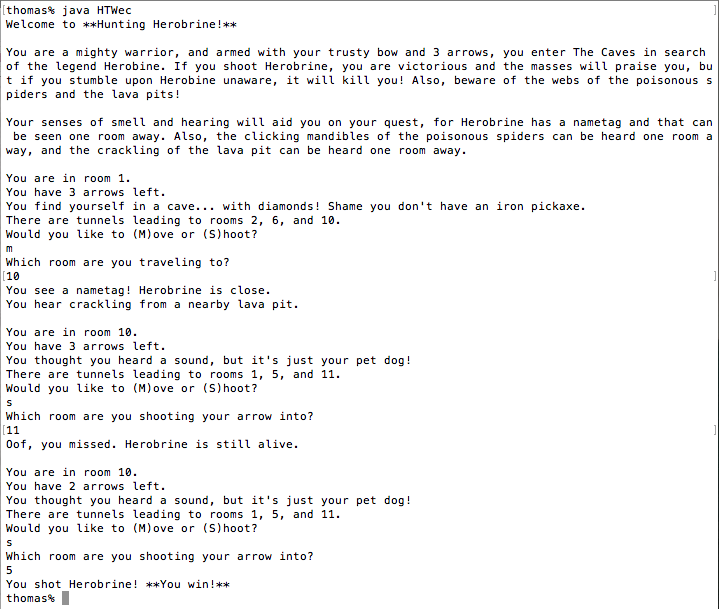 [thomas% java HTWec ]
Welcome to **Hunting Herobrine!**
You are a mighty warrior, and armed with your trusty bow and 3 arrows, you enter The Caves in search
of the legend Herobine. If you shoot Herobrine, you are victorious and the masses will praise you, bu
t if you stumble upon Herobine unaware, it will kill you! Also, beware of the webs of the poisonous s
piders and the lava pits!
Your senses of smell and hearing will aid you on your quest, for Herobrine has a nametag and that can
 be seen one room away. Also, the clicking mandibles of the poisonous spiders can be heard one room a
way, and the crackling of the lava pit can be heard one room away.
You are in room 1.
You have 3 arrows left.
You find yourself in a cave... with diamonds! Shame you don't have an iron pickaxe.
There are tunnels leading to rooms 2, 6, and 10.
Would you like to (M)ove or (S)hoot?
m
Which room are you traveling to?
[10 ]
You see a nametag! Herobrine is close.
You hear crackling from a nearby lava pit.
You are in room 10.
You have 3 arrows left.
You thought you heard a sound, but it's just your pet dog!
There are tunnels leading to rooms 1, 5, and 11.
Would you like to (M)ove or (S)hoot?
s
Which room are you shooting your arrow into?
[11 ]
Oof, you missed. Herobrine is still alive.
You are in room 10.
You have 2 arrows left.
You thought you heard a sound, but it's just your pet dog!
There are tunnels leading to rooms 1, 5, and 11.
Would you like to (M)ove or (S)hoot?
s
Which room are you shooting your arrow into?
5
You shot Herobrine! **You win!**
thomas%